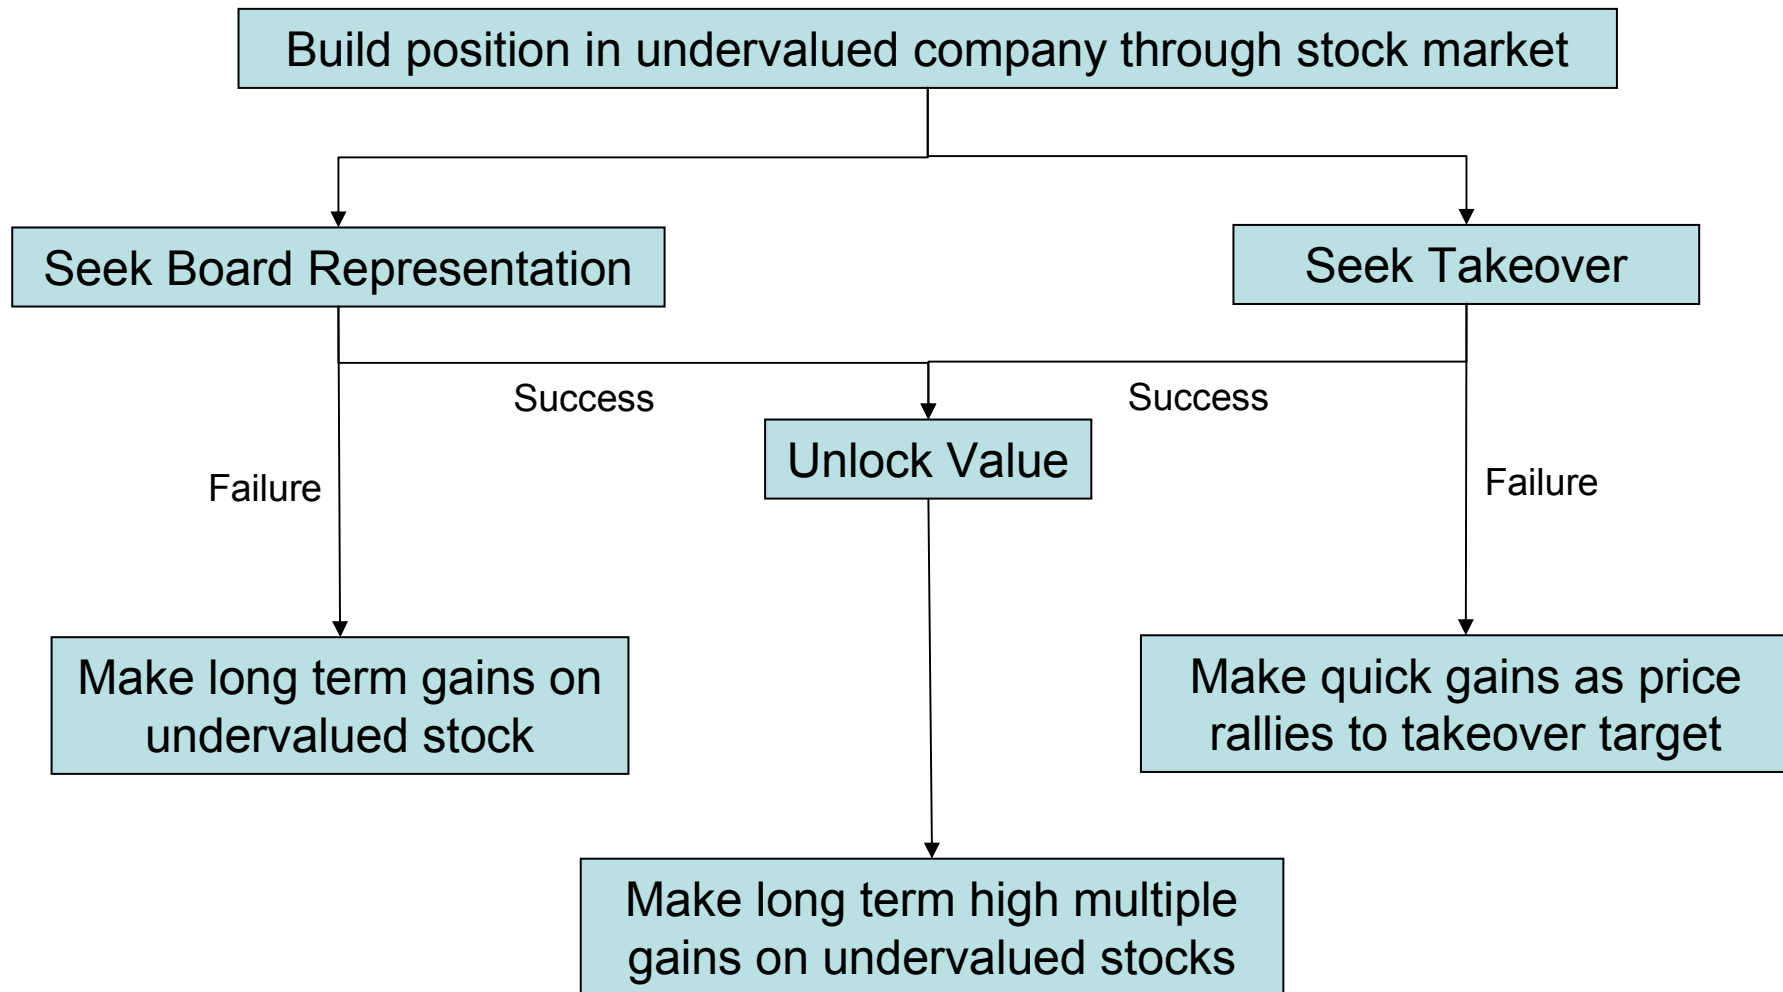 Build position in undervalued company through stock market
Seek Board Representation
Seek Takeover
Success
Success
Unlock Value
Failure
Failure
Make long term gains on
undervalued stock
Make quick gains as price
rallies to takeover target
Make long term high multiple
gains on undervalued stocks